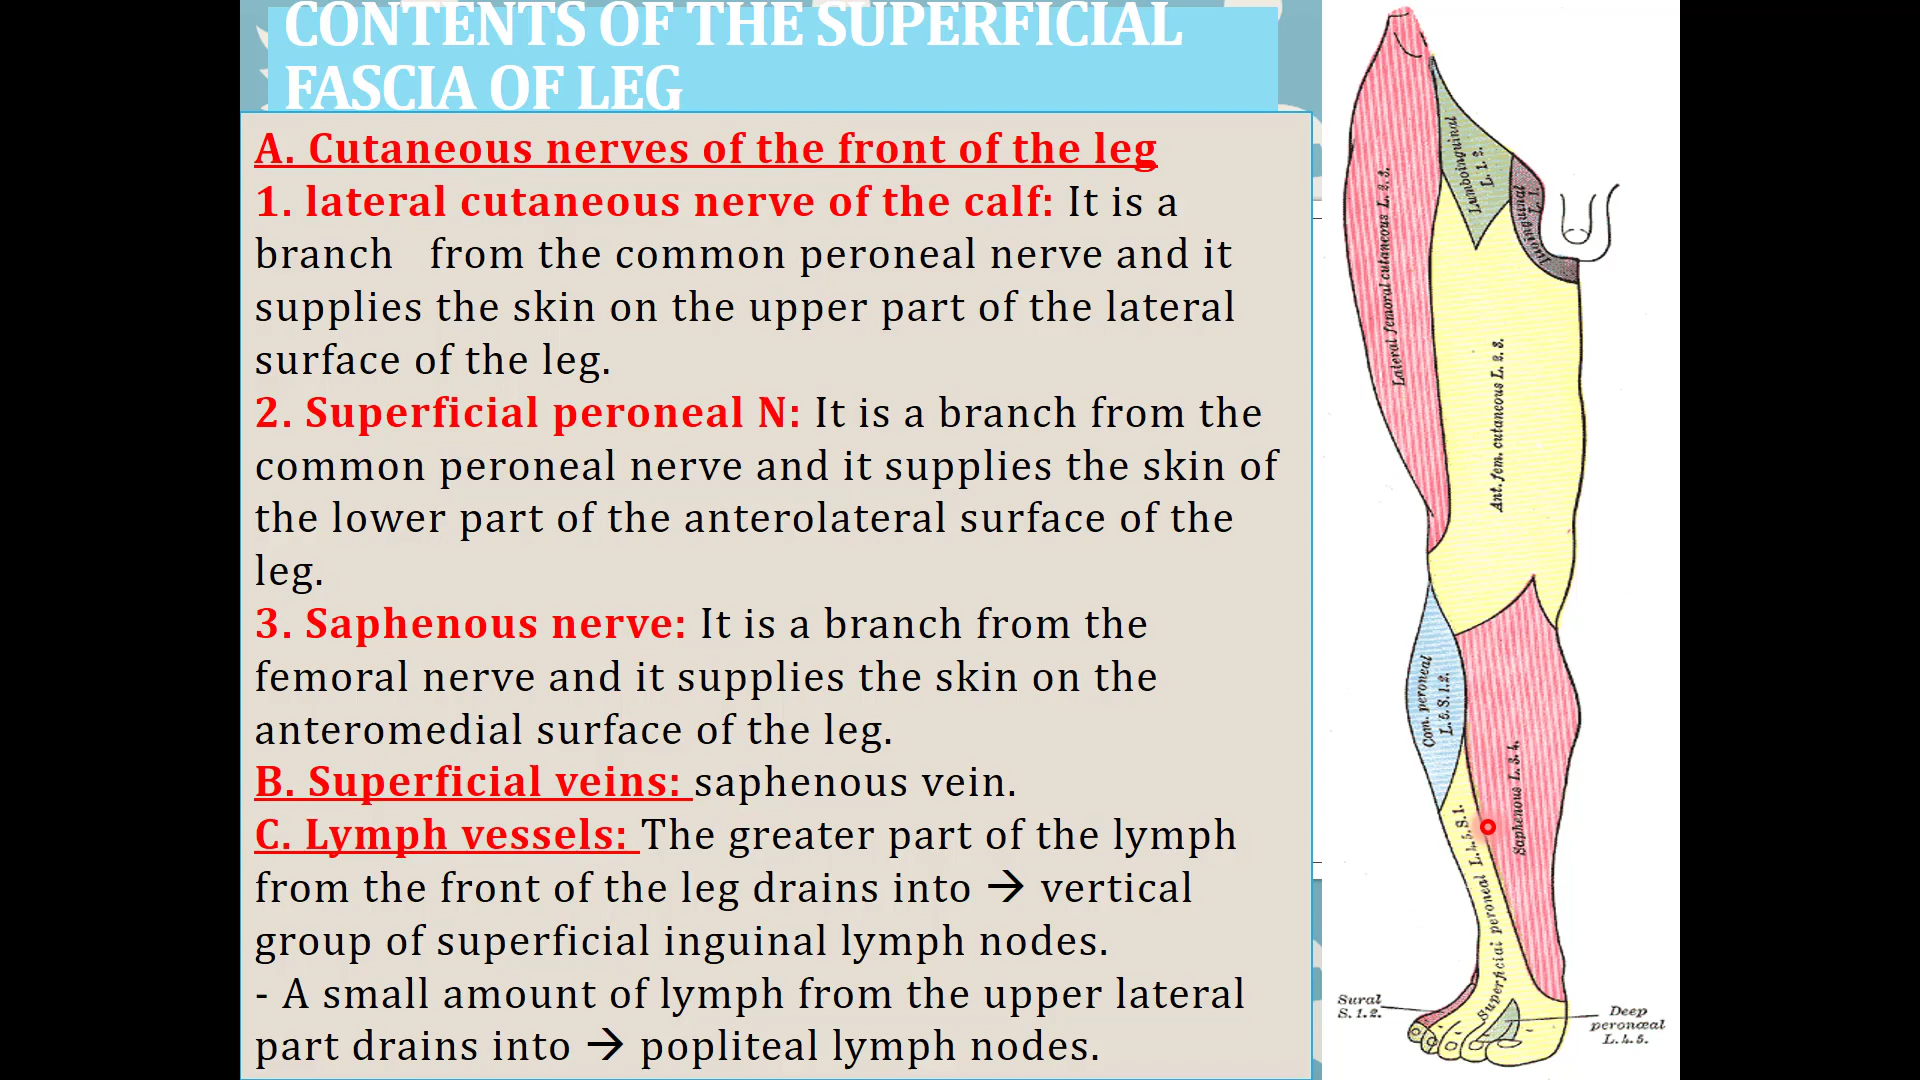 CONTENTS OF THE SUPERFICIAL
FASCIA OF LEG
A. Cutaneous nerves of the front of the leg
1. lateral cutaneous nerve of the calf: It is a
branch from the common peroneal nerve and it
supplies the skin on the upper part of the lateral
surface of the leg.
2. Superficial peroneal N: It is a branch from the
common peroneal nerve and it supplies the skin of
the lower part of the anterolateral surface of the
leg.
3. Saphenous nerve: It is a branch from the
femoral nerve and it supplies the skin on the
anteromedial surface of the leg.
B. Superficial veins: saphenous vein.
C. Lymph vessels: The greater part of the lymph
from the front of the leg drains into → vertical
group of superficial inguinal lymph nodes.
- A small amount of lymph from the upper lateral
part drains into → popliteal lymph nodes.
Lateral femoral cutaneous L. 2. 3.
Lumboinguinal
L. 1. 2.
Ilioinguinal
L. 1.
Ant. fem. cutaneous L. 2. 3.
Com. peroneal
L. 5. S. 1. 2.
Saphenous L. 3. 4.
Superficial peroneal L. 4. 5. S. 1.
Sural
S. 1. 2.
Deep
peronœal
L. 4. 5.